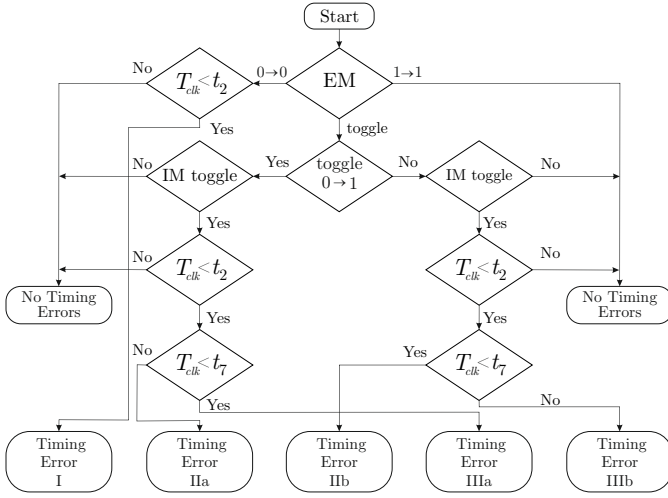 Start
No
T_clk < t_2
0→0
EM
1→1
Yes
toggle
No
IM toggle
Yes
toggle
0→1
No
IM toggle
No
Yes
Yes
No
T_clk < t_2
T_clk < t_2
No
No Timing
Errors
No Timing
Errors
Yes
Yes
No
T_clk < t_7
Yes
T_clk < t_7
Yes
No
Timing
Error
I
Timing
Error
IIa
Timing
Error
IIb
Timing
Error
IIIa
Timing
Error
IIIb